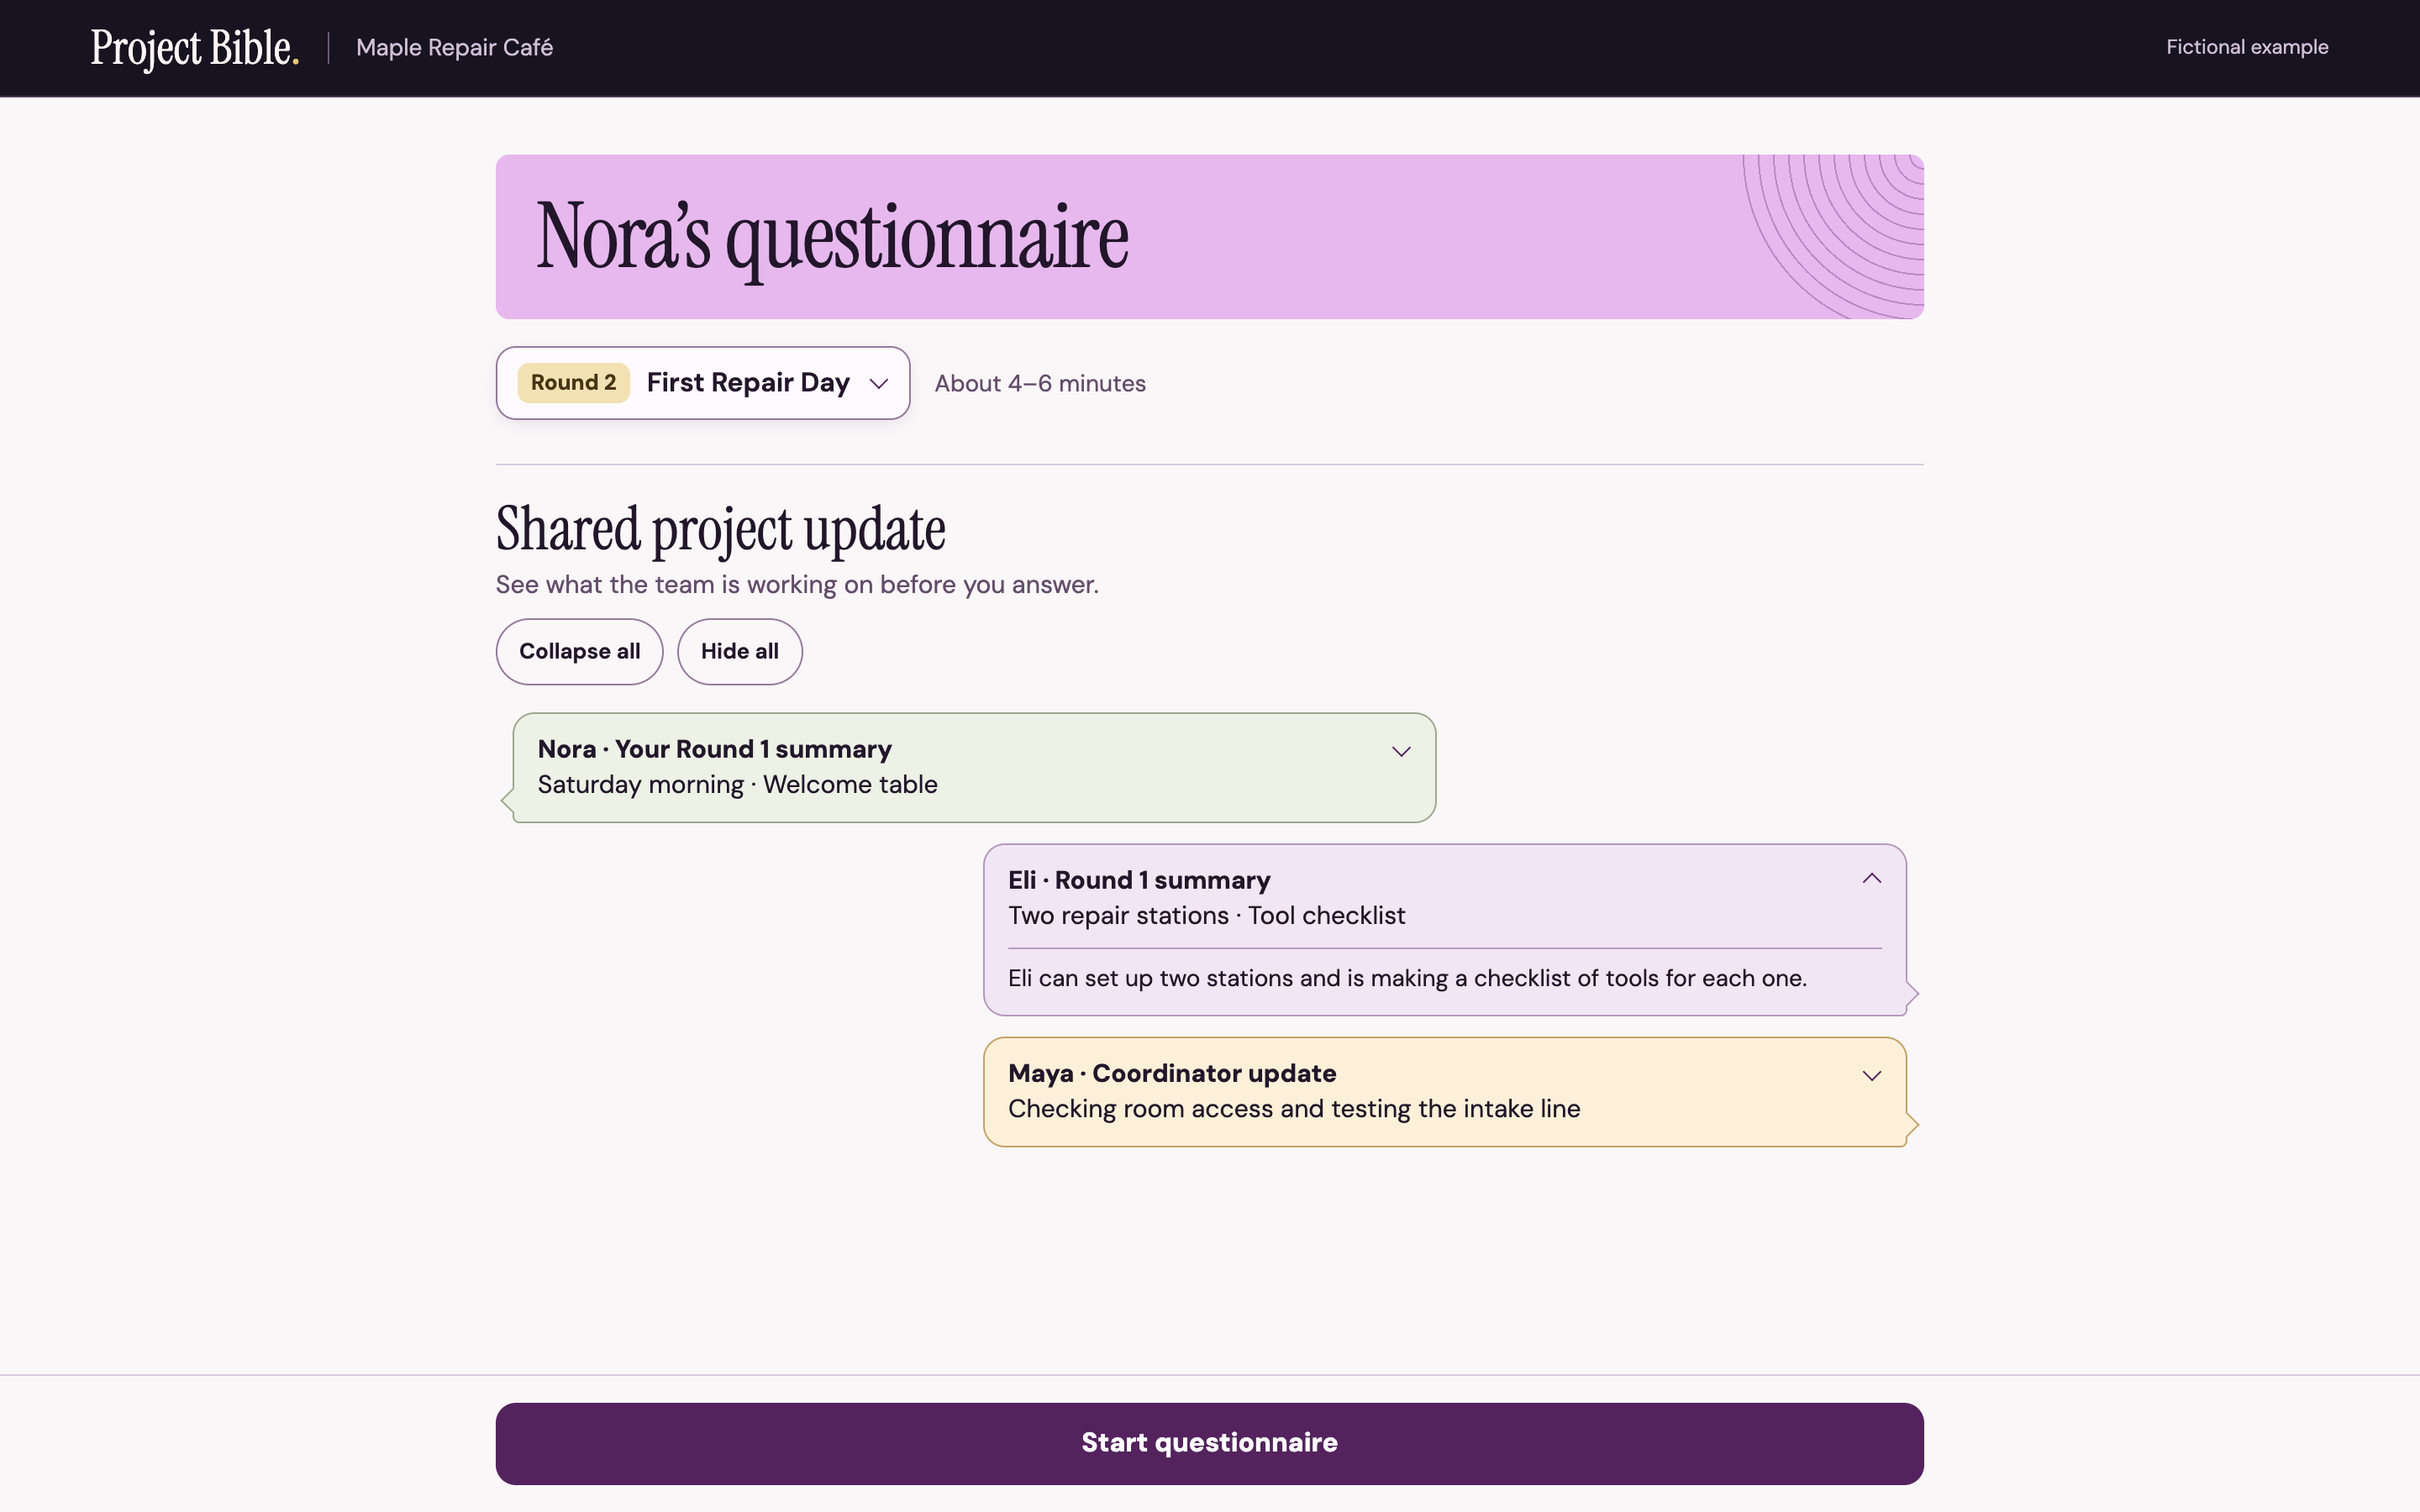 Project Bible.
Maple Repair Café
Fictional example
Nora’s questionnaire
Round 2
First Repair Day
About 4–6 minutes
Shared project update
See what the team is working on before you answer.
Collapse all
Hide all
Nora · Your Round 1 summary
Saturday morning · Welcome table
Eli · Round 1 summary
Two repair stations · Tool checklist
Eli can set up two stations and is making a checklist of tools for each one.
Maya · Coordinator update
Checking room access and testing the intake line
Start questionnaire